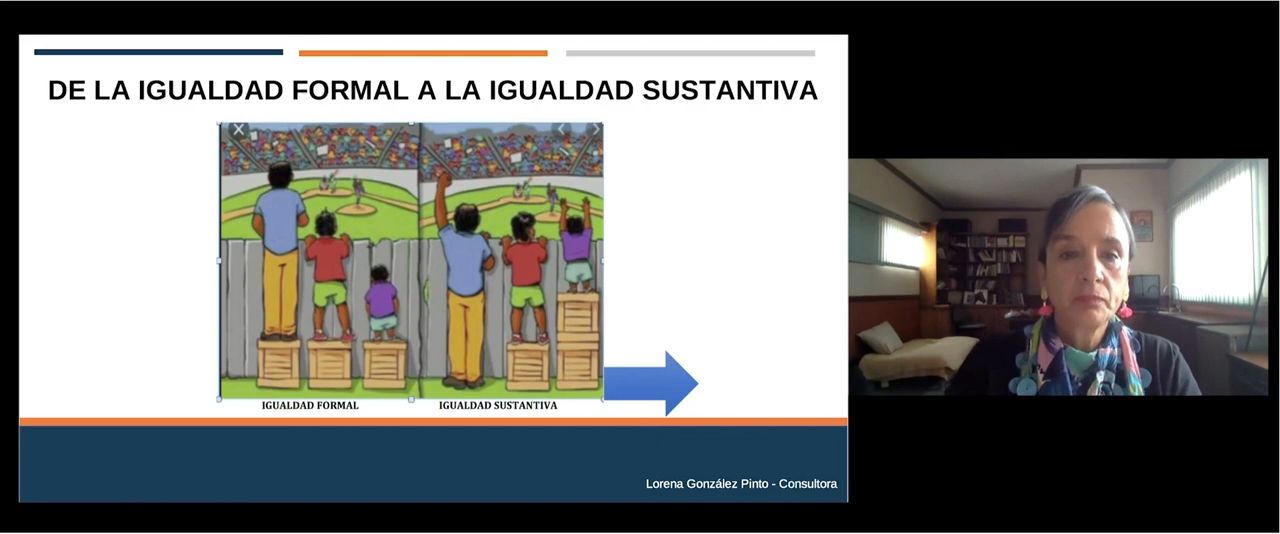 DE LA IGUALDAD FORMAL A LA IGUALDAD SUSTANTIVA
IGUALDAD FORMAL
IGUALDAD SUSTANTIVA
Lorena González Pinto - Consultora